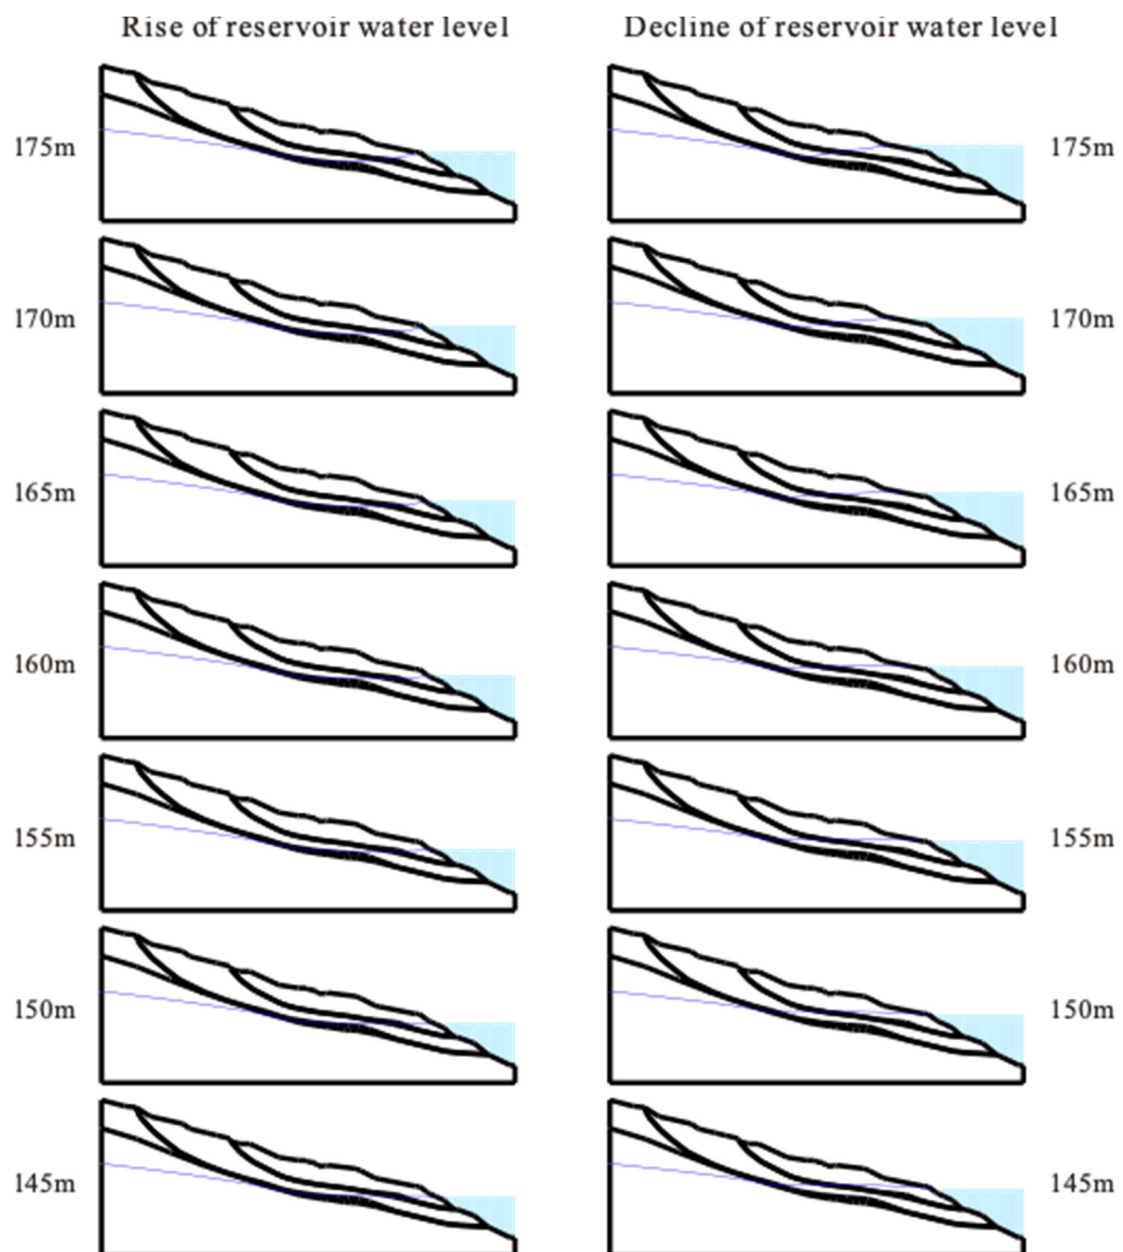 Rise of reservoir water level Decline of reservoir water level
175m 175m
170m 170m
165m 165m
160m 160m
155m 155m
150m 150m
145m 145m